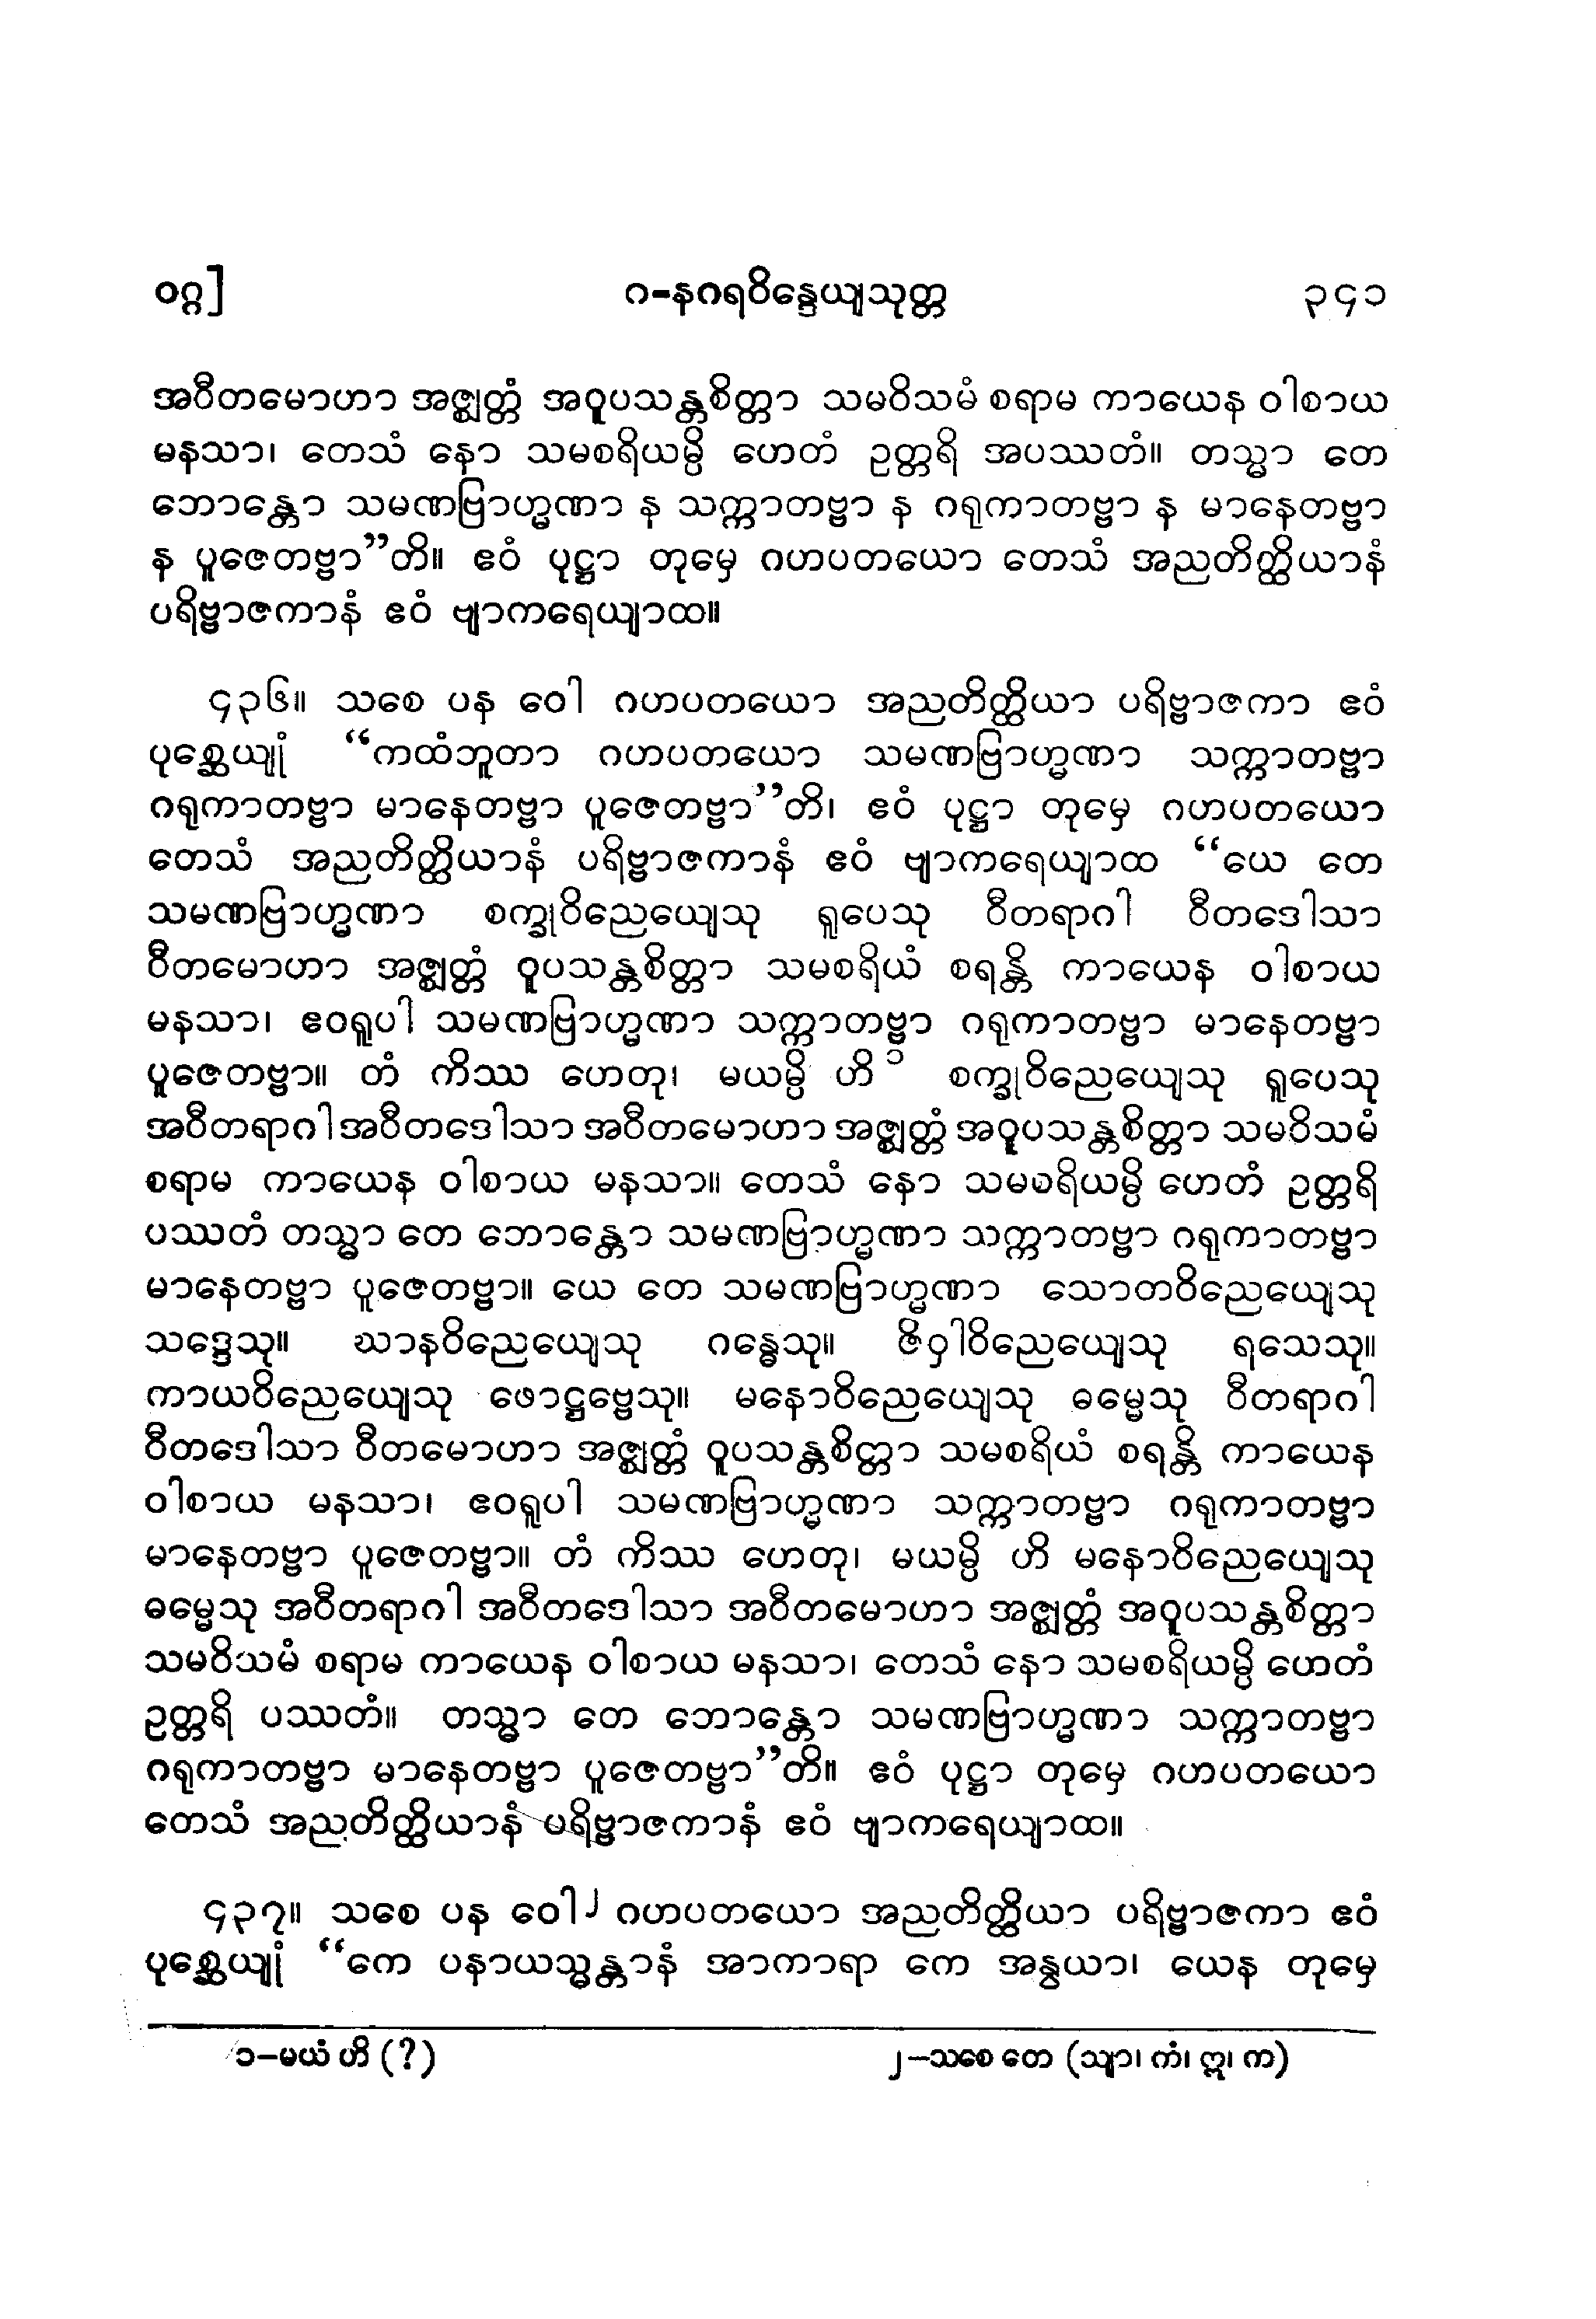 ဝဂ္ဂ] ဂ-နဂရဝိန္ဒေယျသုတ္တ ၃၄၁
အဝီတမောဟာ အဇ္ဈတ္တံ အဝူပသန္တစိတ္တာ သမဝိသမံ စရာမ ကာယေန ဝါစာယ
မနသာ၊ တေသံ နော သမစရိယမ္ပိ ဟေတံ ဥတ္တရိ အပဿတံ။ တသ္မာ တေ
ဘောန္တော သမဏဗြာဟ္မဏာ န သက္ကာတဗ္ဗာ န ဂရုကာတဗ္ဗာ န မာနေတဗ္ဗာ
န ပူဇေတဗ္ဗာ”တိ။ ဧဝံ ပုဋ္ဌာ တုမှေ ဂဟပတယော တေသံ အညတိတ္ထိယာနံ
ပရိဗ္ဗာဇကာနံ ဧဝံ ဗျာကရေယျာထ။
၄၃၆။ သစေ ပန ဝေါ ဂဟပတယော အညတိတ္ထိယာ ပရိဗ္ဗာဇကာ ဧဝံ
ပုစ္ဆေယျုံ “ကထံဘူတာ ဂဟပတယော သမဏဗြာဟ္မဏာ သက္ကာတဗ္ဗာ
ဂရုကာတဗ္ဗာ မာနေတဗ္ဗာ ပူဇေတဗ္ဗာ”တိ၊ ဧဝံ ပုဋ္ဌာ တုမှေ ဂဟပတယော
တေသံ အညတိတ္ထိယာနံ ပရိဗ္ဗာဇကာနံ ဧဝံ ဗျာကရေယျာထ “ယေ တေ
သမဏဗြာဟ္မဏာ စက္ခုဝိညေယျေသု ရူပေသု ဝီတရာဂါ ဝီတဒေါသာ
ဝီတမောဟာ အဇ္ဈတ္တံ ဝူပသန္တစိတ္တာ သမစရိယံ စရန္တိ ကာယေန ဝါစာယ
မနသာ၊ ဧဝရူပါ သမဏဗြာဟ္မဏာ သက္ကာတဗ္ဗာ ဂရုကာတဗ္ဗာ မာနေတဗ္ဗာ
ပူဇေတဗ္ဗာ။ တံ ကိဿ ဟေတု၊ မယမ္ပိ ဟိ ၁ စက္ခုဝိညေယျေသု ရူပေသု
အဝီတရာဂါ အဝီတဒေါသာ အဝီတမောဟာ အဇ္ဈတ္တံ အဝူပသန္တစိတ္တာ သမဝိသမံ
စရာမ ကာယေန ဝါစာယ မနသာ။ တေသံ နော သမစရိယမ္ပိ ဟေတံ ဥတ္တရိ
ပဿတံ တသ္မာ တေ ဘောန္တော သမဏဗြာဟ္မဏာ သက္ကာတဗ္ဗာ ဂရုကာတဗ္ဗာ
မာနေတဗ္ဗာ ပူဇေတဗ္ဗာ။ ယေ တေ သမဏဗြာဟ္မဏာ သောတဝိညေယျေသု
သဒ္ဒေသု။ ဃာနဝိညေယျေသု ဂန္ဓေသု။ ဇိဝှါဝိညေယျေသု ရသေသု။
ကာယဝိညေယျေသု ဖောဋ္ဌဗ္ဗေသု။ မနောဝိညေယျေသု ဓမ္မေသု ဝီတရာဂါ
ဝီတဒေါသာ ဝီတမောဟာ အဇ္ဈတ္တံ ဝူပသန္တစိတ္တာ သမစရိယံ စရန္တိ ကာယေန
ဝါစာယ မနသာ၊ ဧဝရူပါ သမဏဗြာဟ္မဏာ သက္ကာတဗ္ဗာ ဂရုကာတဗ္ဗာ
မာနေတဗ္ဗာ ပူဇေတဗ္ဗာ။ တံ ကိဿ ဟေတု၊ မယမ္ပိ ဟိ မနောဝိညေယျေသု
ဓမ္မေသု အဝီတရာဂါ အဝီတဒေါသာ အဝီတမောဟာ အဇ္ဈတ္တံ အဝူပသန္တစိတ္တာ
သမဝိသမံ စရာမ ကာယေန ဝါစာယ မနသာ၊ တေသံ နော သမစရိယမ္ပိ ဟေတံ
ဥတ္တရိ ပဿတံ။ တသ္မာ တေ ဘောန္တော သမဏဗြာဟ္မဏာ သက္ကာတဗ္ဗာ
ဂရုကာတဗ္ဗာ မာနေတဗ္ဗာ ပူဇေတဗ္ဗာ”တိ။ ဧဝံ ပုဋ္ဌာ တုမှေ ဂဟပတယော
တေသံ အညတိတ္ထိယာနံ ပရိဗ္ဗာဇကာနံ ဧဝံ ဗျာကရေယျာထ။
၄၃၇။ သစေ ပန ဝေါ ၂ ဂဟပတယော အညတိတ္ထိယာ ပရိဗ္ဗာဇကာ ဧဝံ
ပုစ္ဆေယျုံ “ကေ ပနာယသ္မန္တာနံ အာကာရာ ကေ အနွယာ၊ ယေန တုမှေ
၁-မယံ ဟိ (?) ၂-သစေ တေ (သျာ၊ ကံ၊ ဣ၊ က)